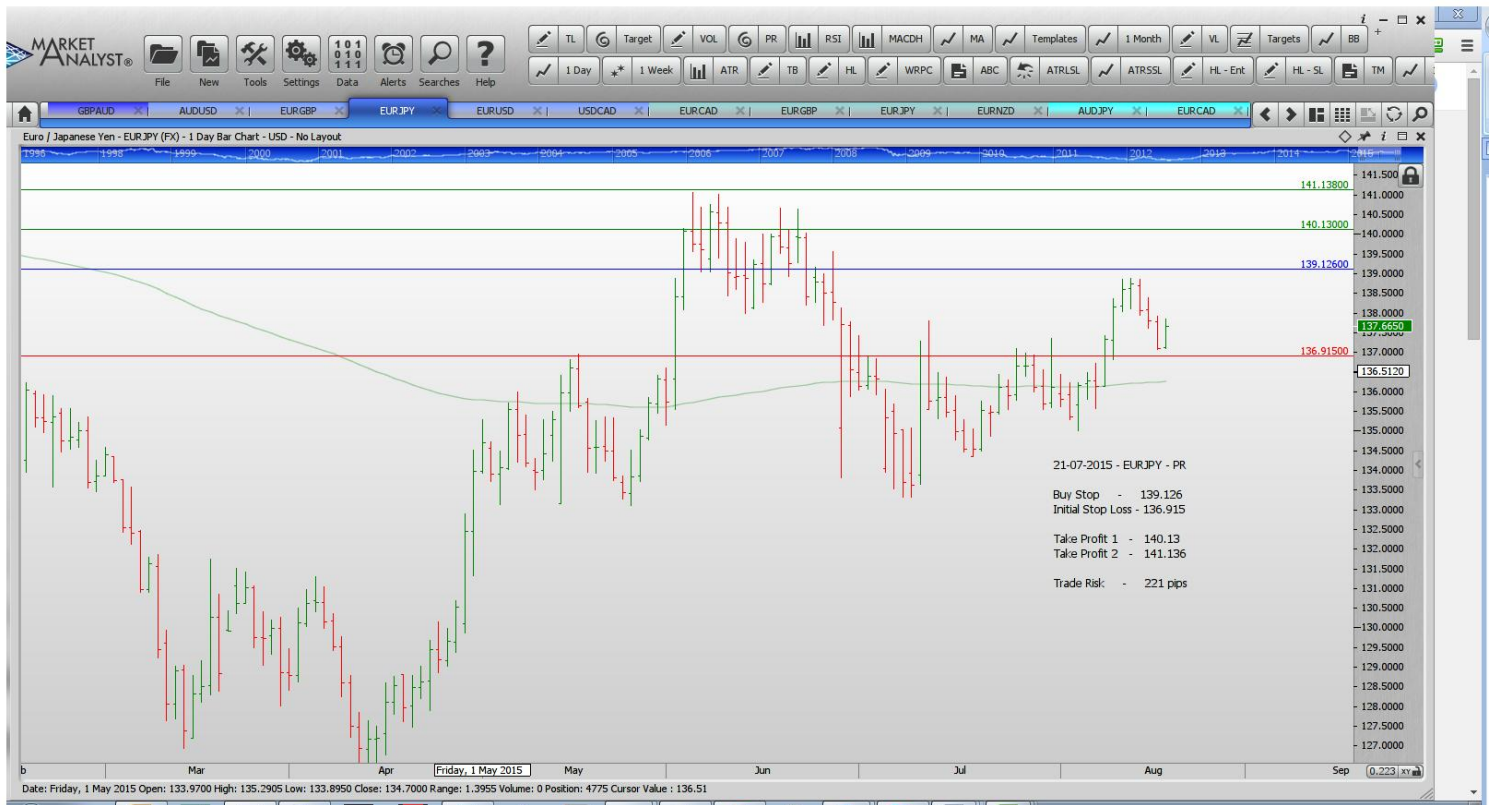 MARKET
ANALYST®
File New Tools Settings Data Alerts Searches Help
TL Target VOL PR RSI MACDH MA Templates 1 Month VL Targets BB
1 Day 1 Week ATR TB HL WRPC ABC ATRLSL ATRSSL HL - Ent HL - SL TM
GBPAUD AUDUSD EURGBP EURJPY EURUSD USDCAD EURCAD EURGBP EURJPY EURNZD AUDJPY EURCAD
Euro / Japanese Yen - EURJPY (FX) - 1 Day Bar Chart - USD - No Layout
1996 1998 1999 2000 2001 2002 2003 2004 2005 2006 2007 2008 2009 2010 2011 2012 2013 2014
141.13800
140.13000
139.12600
136.91500
141.500
141.0000
140.5000
140.0000
139.5000
139.0000
138.5000
138.0000
137.6650
137.0000
136.5120
136.0000
135.5000
135.0000
134.5000
134.0000
133.5000
133.0000
132.5000
132.0000
131.5000
131.0000
130.5000
130.0000
129.5000
129.0000
128.5000
128.0000
127.5000
127.0000
21-07-2015 - EURJPY - PR
Buy Stop - 139.126
Initial Stop Loss - 136.915
Take Profit 1 - 140.13
Take Profit 2 - 141.136
Trade Risk - 221 pips
b Mar Apr Friday, 1 May 2015 May Jun Jul Aug Sep 0.223 XY
Date: Friday, 1 May 2015 Open: 133.9700 High: 135.2905 Low: 133.8950 Close: 134.7000 Range: 1.3955 Volume: 0 Position: 4775 Cursor Value : 136.51